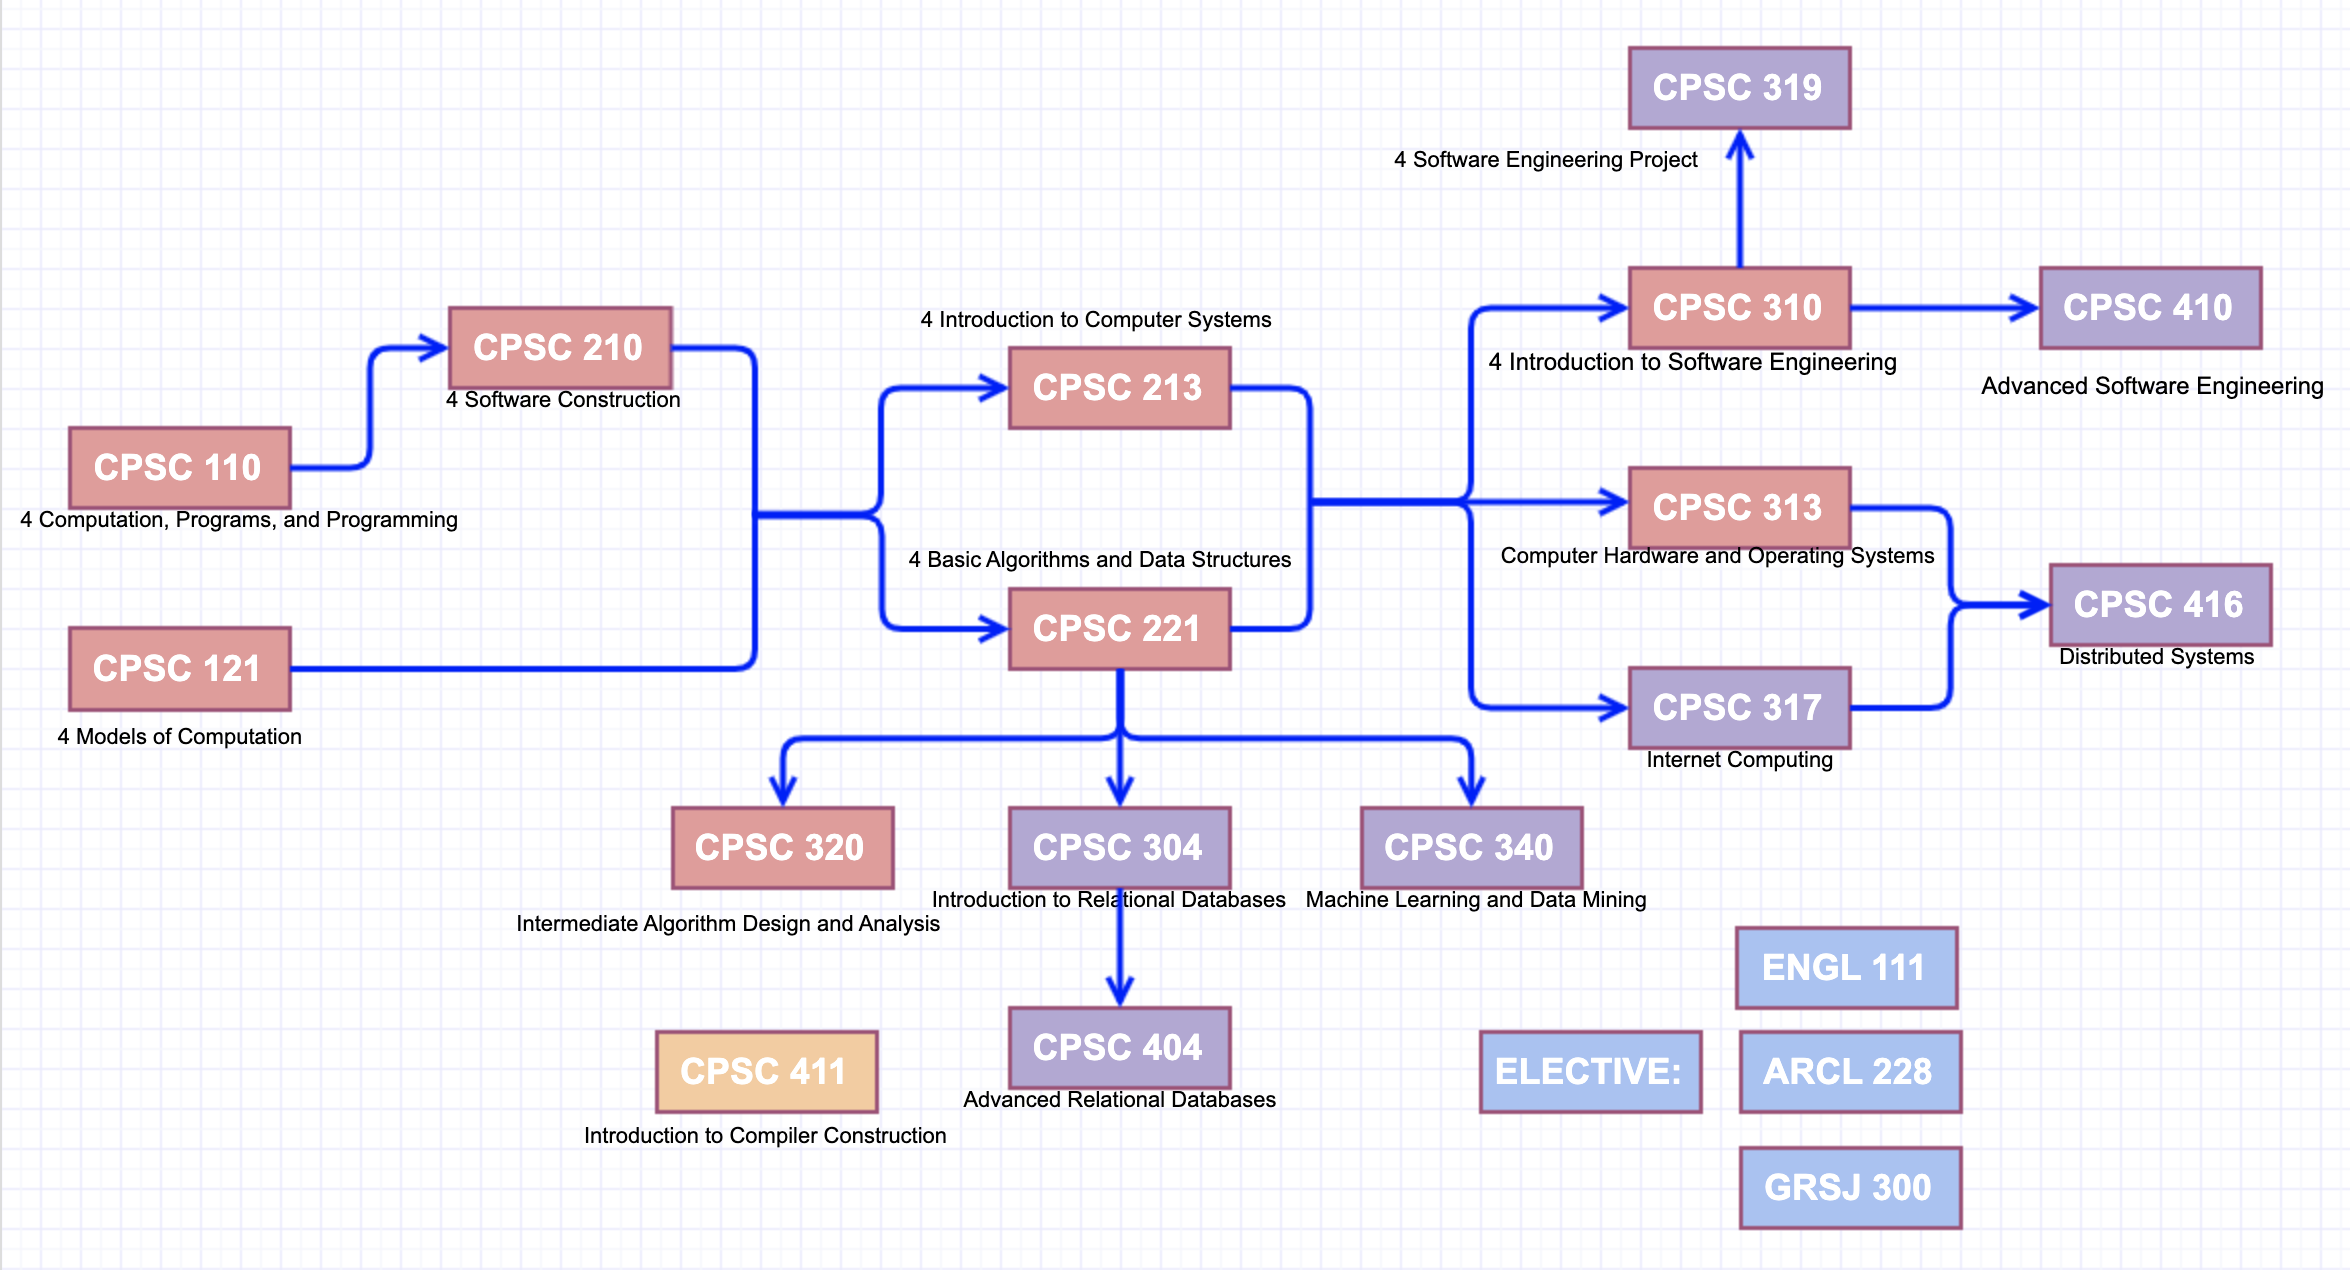 CPSC 319
4 Software Engineering Project
CPSC 310
4 Introduction to Software Engineering
CPSC 410
Advanced Software Engineering
CPSC 210
4 Software Construction
4 Introduction to Computer Systems
CPSC 213
CPSC 110
4 Computation, Programs, and Programming
CPSC 313
Computer Hardware and Operating Systems
4 Basic Algorithms and Data Structures
CPSC 221
CPSC 416
Distributed Systems
CPSC 121
4 Models of Computation
CPSC 317
Internet Computing
CPSC 320
Intermediate Algorithm Design and Analysis
CPSC 304
Introduction to Relational Databases
CPSC 340
Machine Learning and Data Mining
CPSC 411
Introduction to Compiler Construction
CPSC 404
Advanced Relational Databases
ENGL 111
ELECTIVE:
ARCL 228
GRSJ 300